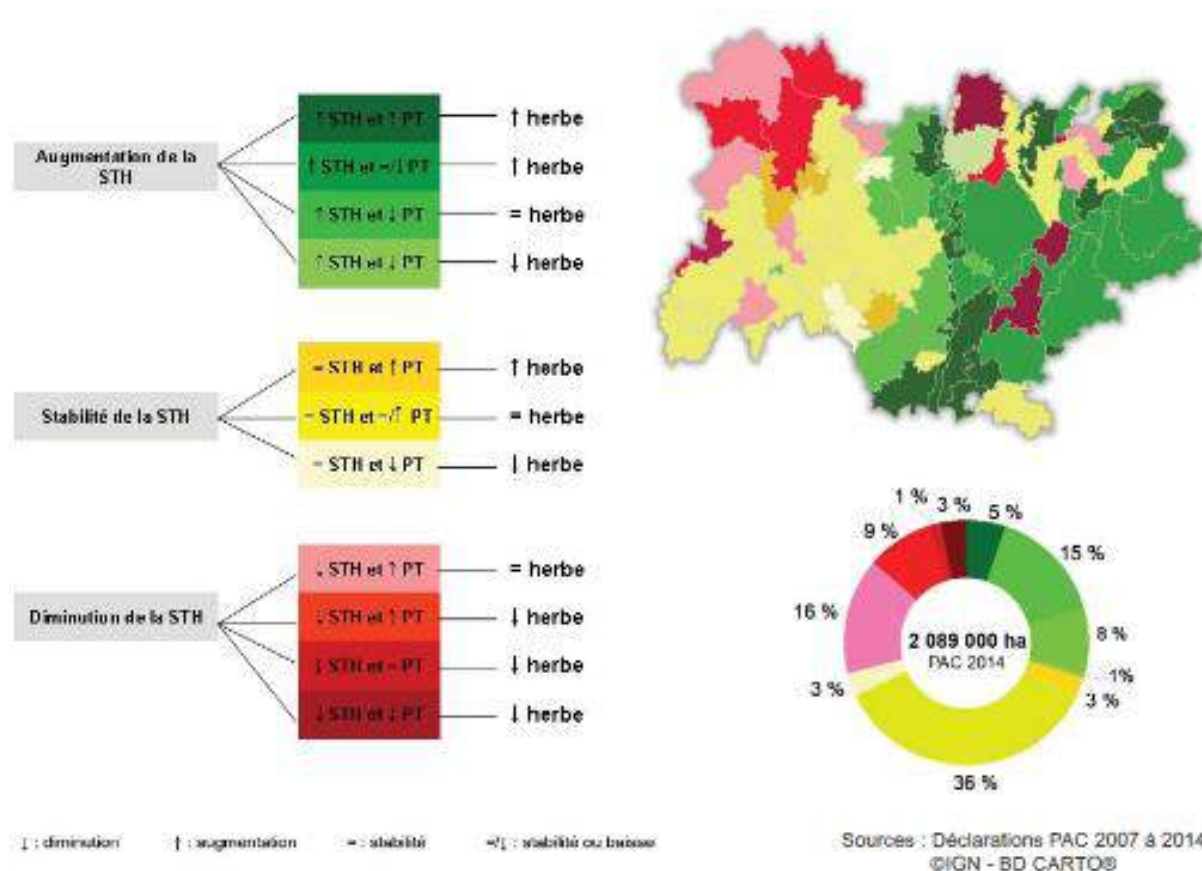 Augmentation de la
STH
↑ STH et ↑ PT
↑ herbe
↑ STH et =/↓ PT
↑ herbe
↑ STH et ↓ PT
= herbe
↑ STH et ↓ PT
↓ herbe
Stabilité de la STH
= STH et ↑ PT
↑ herbe
= STH et =/↑ PT
= herbe
= STH et ↓ PT
↓ herbe
Diminution de la STH
↓ STH et ↑ PT
= herbe
↓ STH et ↑ PT
↓ herbe
↓ STH et = PT
↓ herbe
↓ STH et ↓ PT
↓ herbe
1 %
3 %
5 %
9 %
15 %
16 %
8 %
1%
3 %
3 %
36 %
2 089 000 ha
PAC 2014
↓ : diminution
↑ : augmentation
= : stabilité
=/↓ : stabilité ou baisse
Sources : Déclarations PAC 2007 à 2014
©IGN - BD CARTO®